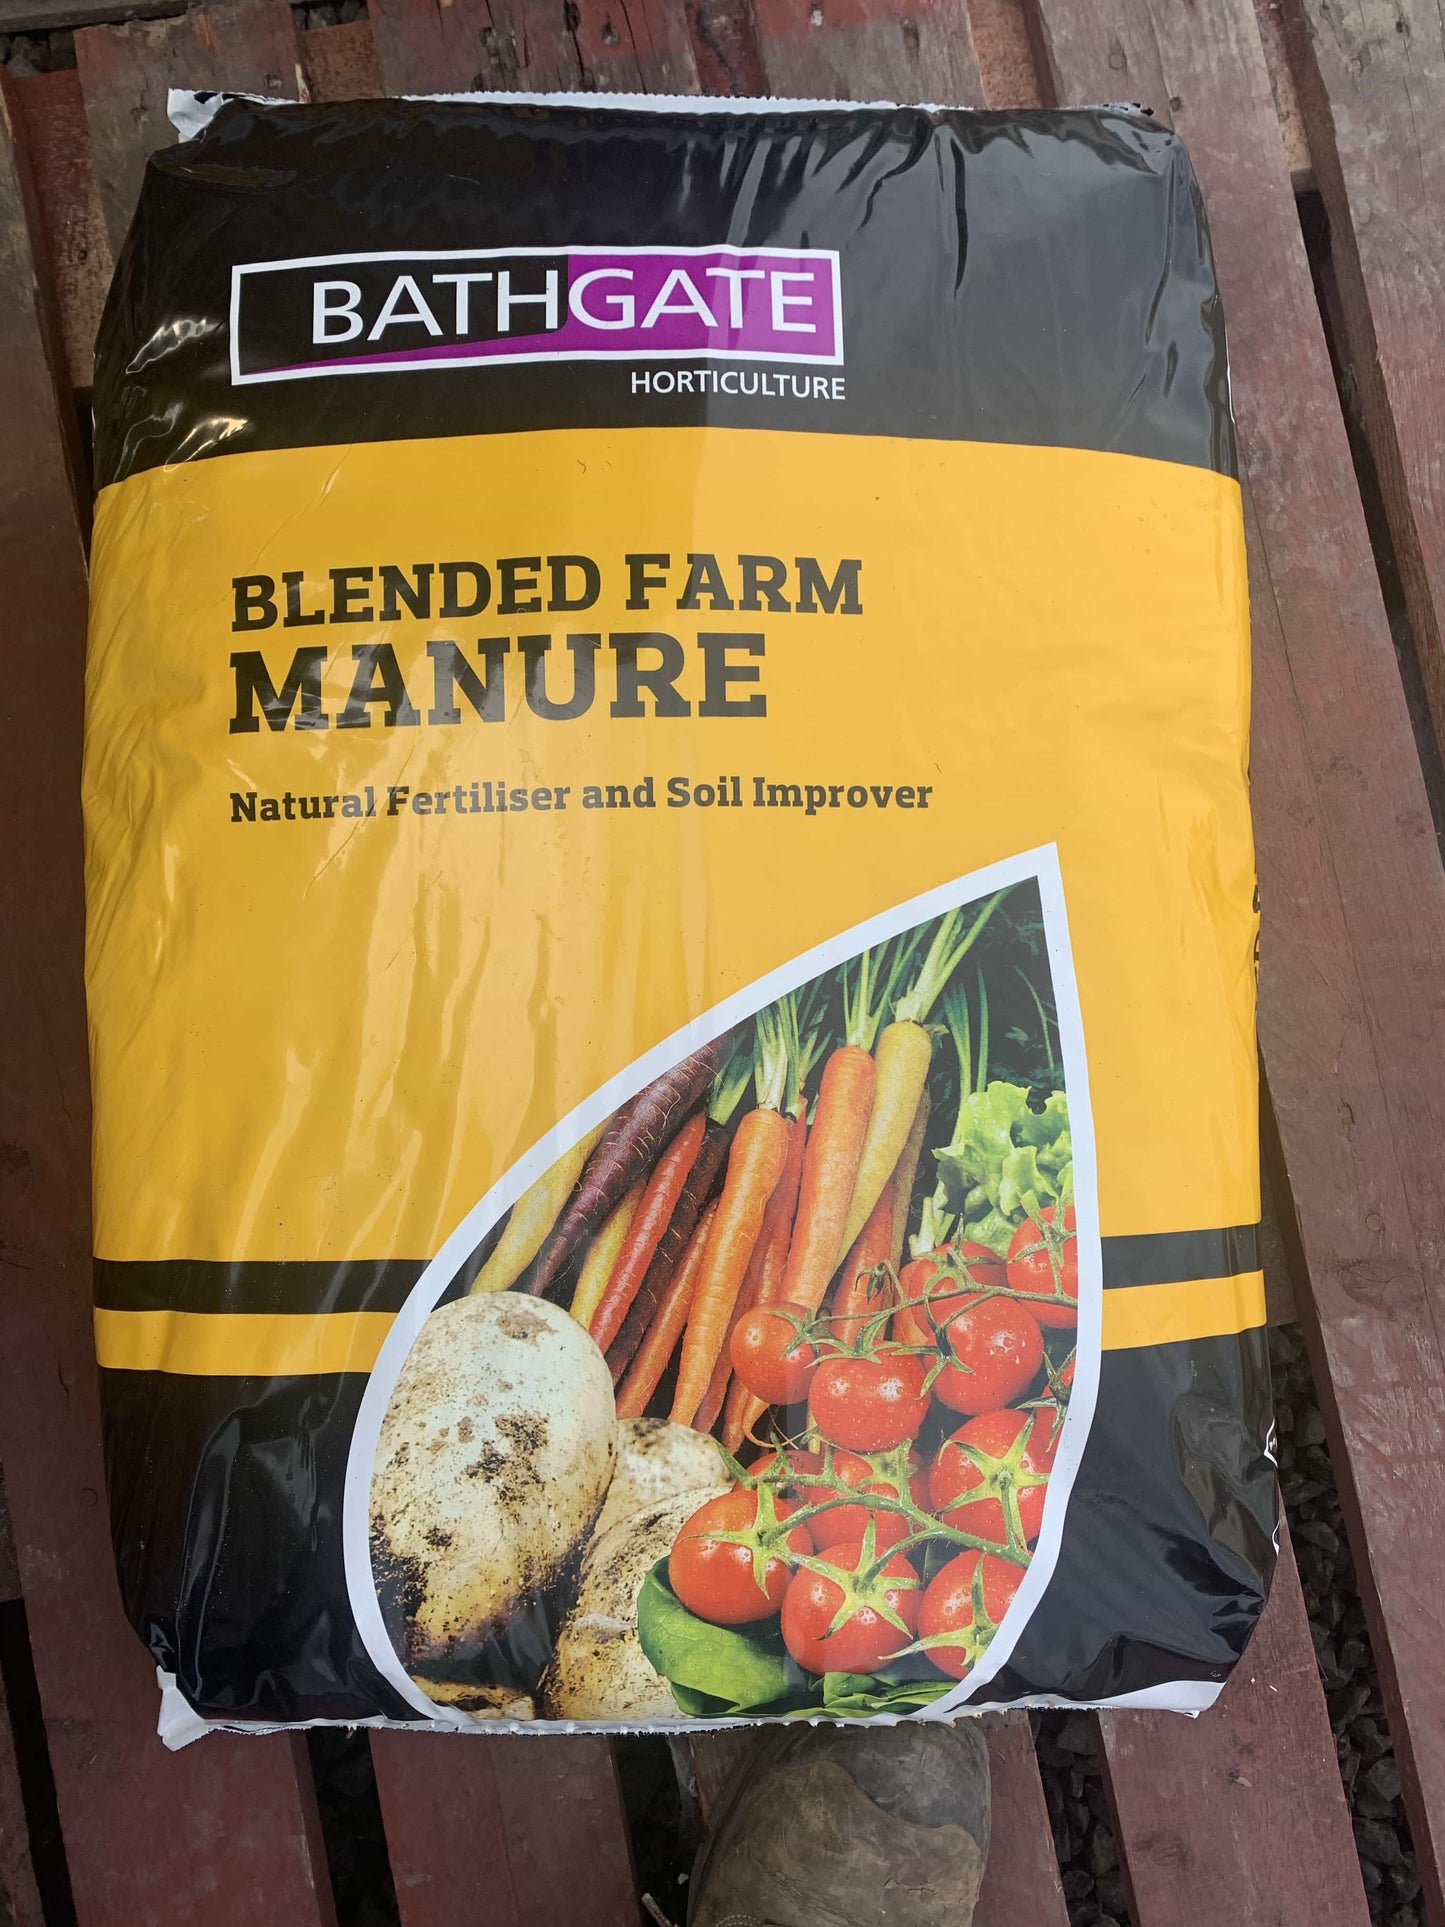 BATHGATE
HORTICULTURE
BLENDED FARM
MANURE
Natural Fertiliser and Soil Improver